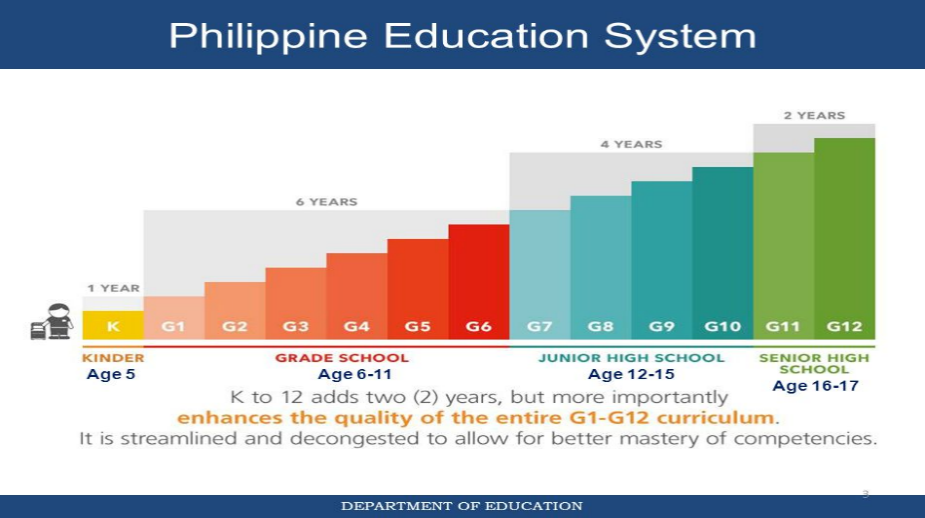 Philippine Education System
2 YEARS
4 YEARS
6 YEARS
1 YEAR
K G1 G2 G3 G4 G5 G6 G7 G8 G9 G10 G11 G12
KINDER GRADE SCHOOL JUNIOR HIGH SCHOOL SENIOR HIGH
SCHOOL
Age 5 Age 6-11 Age 12-15
Age 16-17
K to 12 adds two (2) years, but more importantly
enhances the quality of the entire G1-G12 curriculum.
It is streamlined and decongested to allow for better mastery of competencies.
3
DEPARTMENT OF EDUCATION